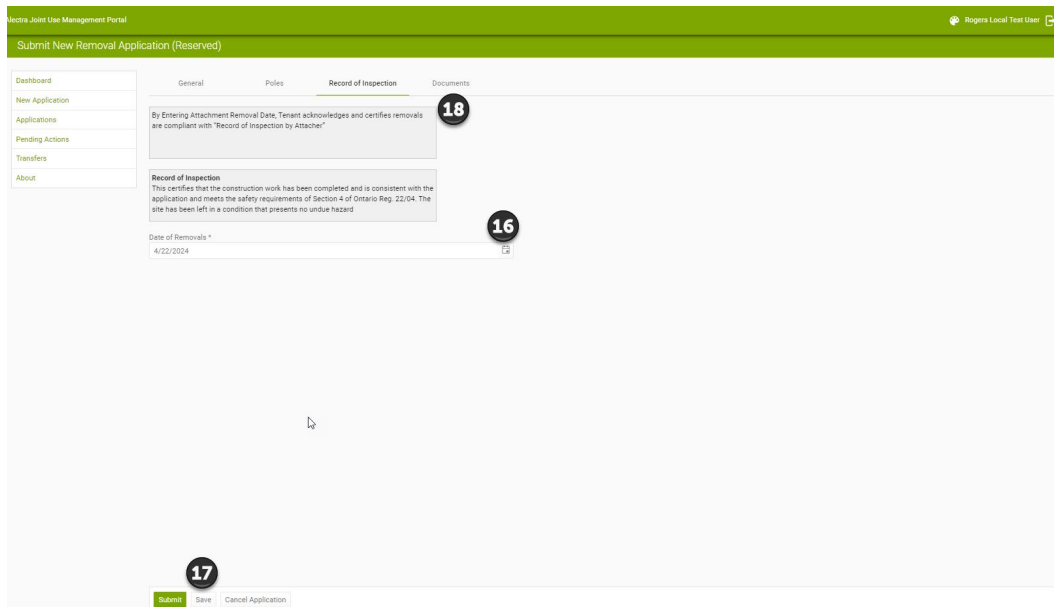 Alectra Joint Use Management Portal
Rogers Local Test User
Submit New Removal Application (Reserved)
Dashboard
New Application
Applications
Pending Actions
Transfers
About
General Poles Record of Inspection Documents
18
By Entering Attachment Removal Date, Tenant acknowledges and certifies removals
are compliant with "Record of Inspection by Attacher"
Record of Inspection
This certifies that the construction work has been completed and is consistent with the
application and meets the safety requirements of Section 4 of Ontario Reg. 22/04. The
site has been left in a condition that presents no undue hazard
16
Date of Removals *
4/22/2024
17
Submit Save Cancel Application